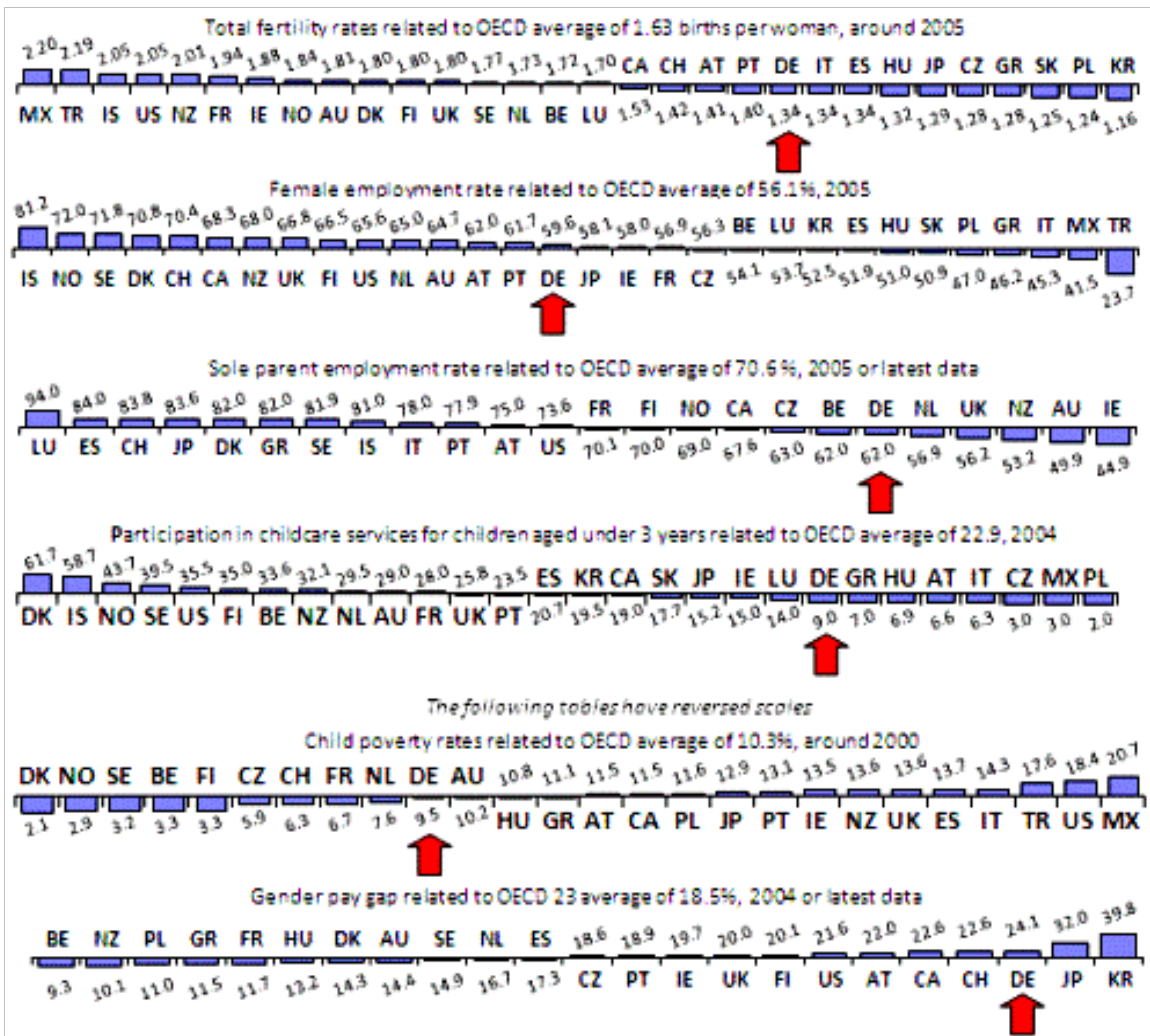 Total fertility rates related to OECD average of 1.63 births per woman, around 2005
2.20 2.19 2.05 2.05 2.01 1.94 1.88 1.84 1.81 1.80 1.80 1.80 1.77 1.73 1.72 1.70 CA CH AT PT DE IT ES HU JP CZ GR SK PL KR
MX TR IS US NZ FR IE NO AU DK FI UK SE NL BE LU 1.53 1.42 1.41 1.40 1.34 1.34 1.34 1.32 1.29 1.28 1.28 1.25 1.24 1.16
Female employment rate related to OECD average of 56.1%, 2005
81.2 72.0 71.8 70.8 70.4 68.3 68.0 66.8 66.5 65.6 65.0 64.7 62.0 61.7 59.6 58.1 58.0 56.9 56.3 BE LU KR ES HU SK PL GR IT MX TR
IS NO SE DK CH CA NZ UK FI US NL AU AT PT DE JP IE FR CZ 54.1 53.7 52.5 51.9 51.0 50.9 47.0 46.2 45.3 41.5 23.7
Sole parent employment rate related to OECD average of 70.6%, 2005 or latest data
94.0 84.0 83.8 83.6 82.0 82.0 81.9 81.0 78.0 77.9 75.0 73.6 FR FI NO CA CZ BE DE NL UK NZ AU IE
LU ES CH JP DK GR SE IS IT PT AT US 70.1 70.0 69.0 67.6 63.0 62.0 62.0 56.9 56.2 53.2 49.9 44.9
Participation in childcare services for children aged under 3 years related to OECD average of 22.9, 2004
61.7 58.7 43.7 39.5 35.5 35.0 33.6 32.1 29.5 29.0 28.0 25.8 23.5 ES KR CA SK JP IE LU DE GR HU AT IT CZ MX PL
DK IS NO SE US FI BE NZ NL AU FR UK PT 20.7 19.5 19.0 17.7 15.2 15.0 14.0 9.0 7.0 6.9 6.6 6.3 3.0 3.0 2.0
The following tables have reversed scales
Child poverty rates related to OECD average of 10.3%, around 2000
DK NO SE BE FI CZ CH FR NL DE AU 10.8 11.1 11.5 11.5 11.6 12.9 13.1 13.5 13.6 13.6 13.7 14.3 17.6 18.4 20.7
2.1 2.9 3.2 3.3 3.3 5.9 6.3 6.7 7.6 9.5 10.2 HU GR AT CA PL JP PT IE NZ UK ES IT TR US MX
Gender pay gap related to OECD 23 average of 18.5%, 2004 or latest data
BE NZ PL GR FR HU DK AU SE NL ES 18.6 18.9 19.7 20.0 20.1 21.6 22.0 22.6 22.6 24.1 32.0 39.8
9.3 10.1 11.0 11.5 11.7 13.2 14.3 14.4 14.9 16.7 17.3 CZ PT IE UK FI US AT CA CH DE JP KR